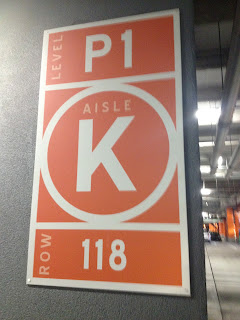 LEVEL P1
AISLE
K
ROW 118